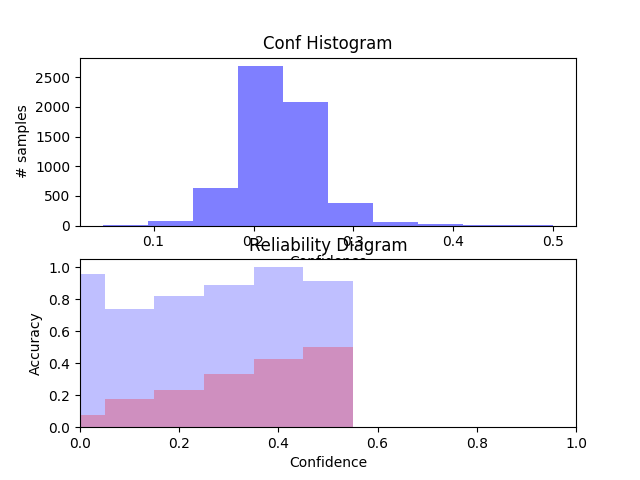 Conf Histogram
# samples
2500
2000
1500
1000
500
0
0.1 0.2 0.3 0.4 0.5
Confidence
Reliability Diagram
Accuracy
1.0
0.8
0.6
0.4
0.2
0.0
0.0 0.2 0.4 0.6 0.8 1.0
Confidence